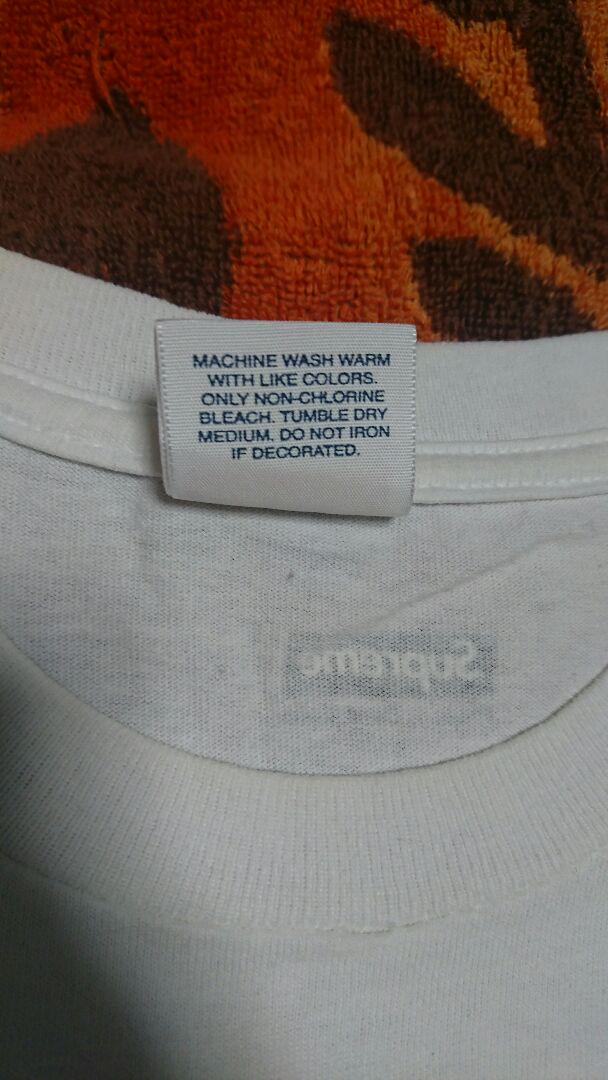 MACHINE WASH WARM
WITH LIKE COLORS.
ONLY NON-CHLORINE
BLEACH. TUMBLE DRY
MEDIUM. DO NOT IRON
IF DECORATED.
Supreme